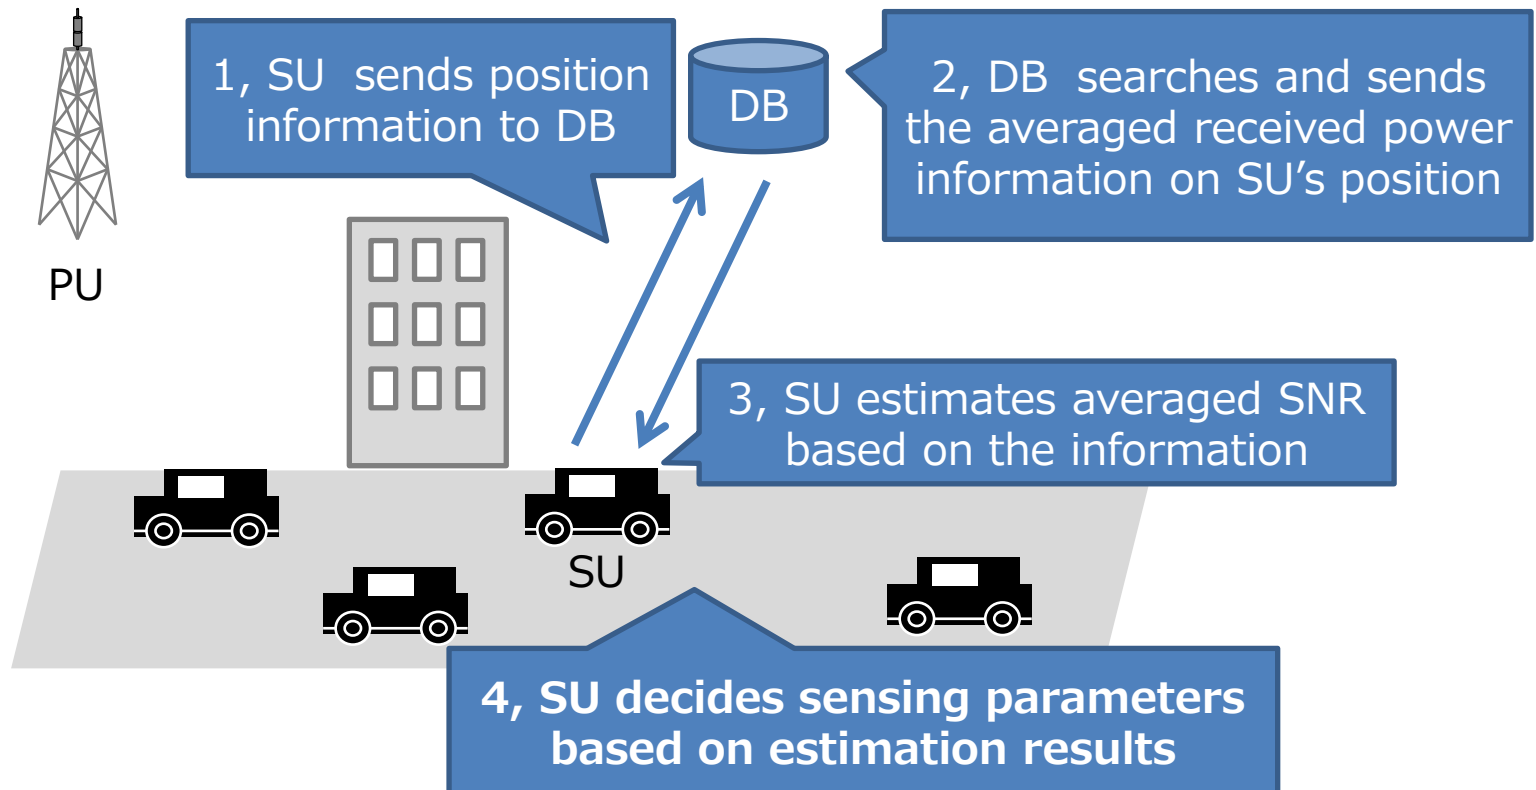 1, SU sends position
information to DB
DB
2, DB searches and sends
the averaged received power
information on SU’s position
PU
3, SU estimates averaged SNR
based on the information
SU
4, SU decides sensing parameters
based on estimation results